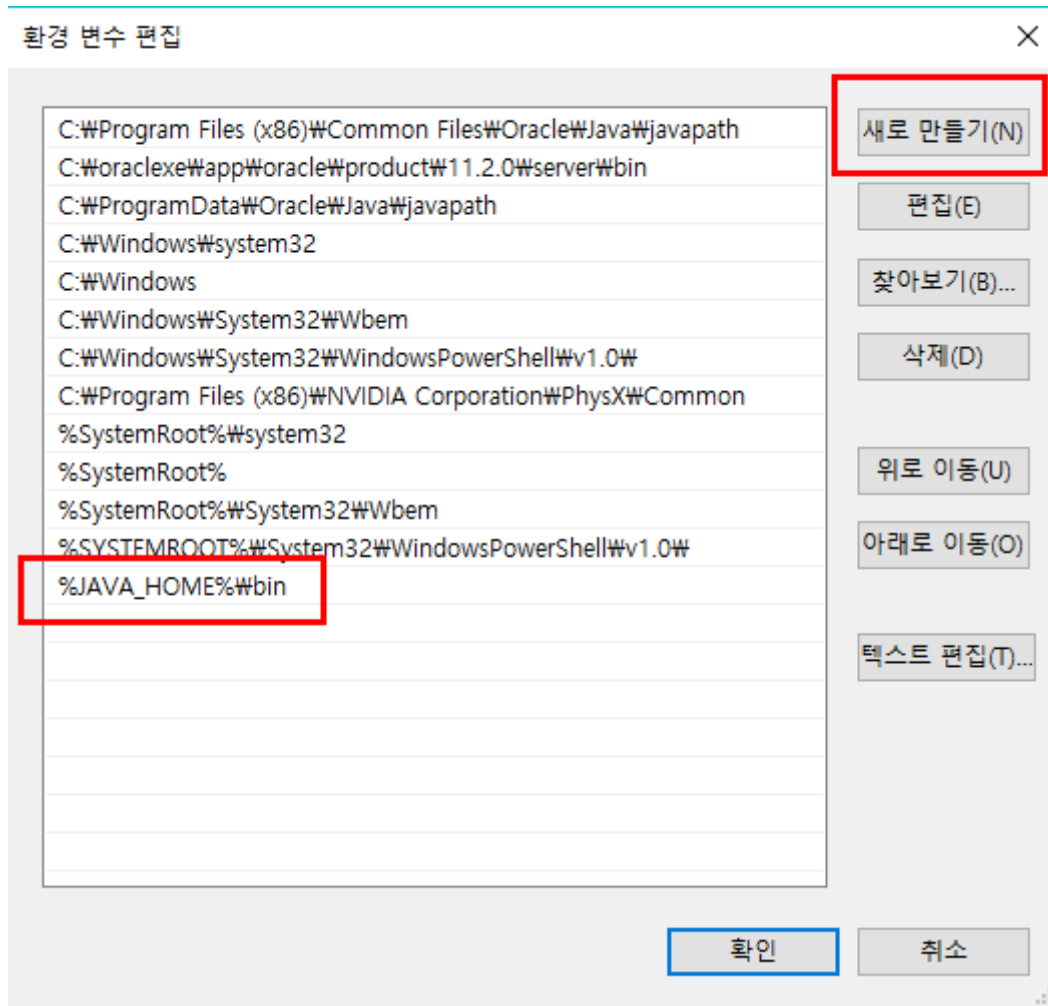 환경 변수 편집
C:₩Program Files (x86)₩Common Files₩Oracle₩Java₩javapath
C:₩oraclexe₩app₩oracle₩product₩11.2.0₩server₩bin
C:₩ProgramData₩Oracle₩Java₩javapath
C:₩Windows₩system32
C:₩Windows
C:₩Windows₩System32₩Wbem
C:₩Windows₩System32₩WindowsPowerShell₩v1.0₩
C:₩Program Files (x86)₩NVIDIA Corporation₩PhysX₩Common
%SystemRoot%₩system32
%SystemRoot%
%SystemRoot%₩System32₩Wbem
%SYSTEMROOT%₩System32₩WindowsPowerShell₩v1.0₩
%JAVA_HOME%₩bin
새로 만들기(N)
편집(E)
찾아보기(B)...
삭제(D)
위로 이동(U)
아래로 이동(O)
텍스트 편집(T)...
확인
취소